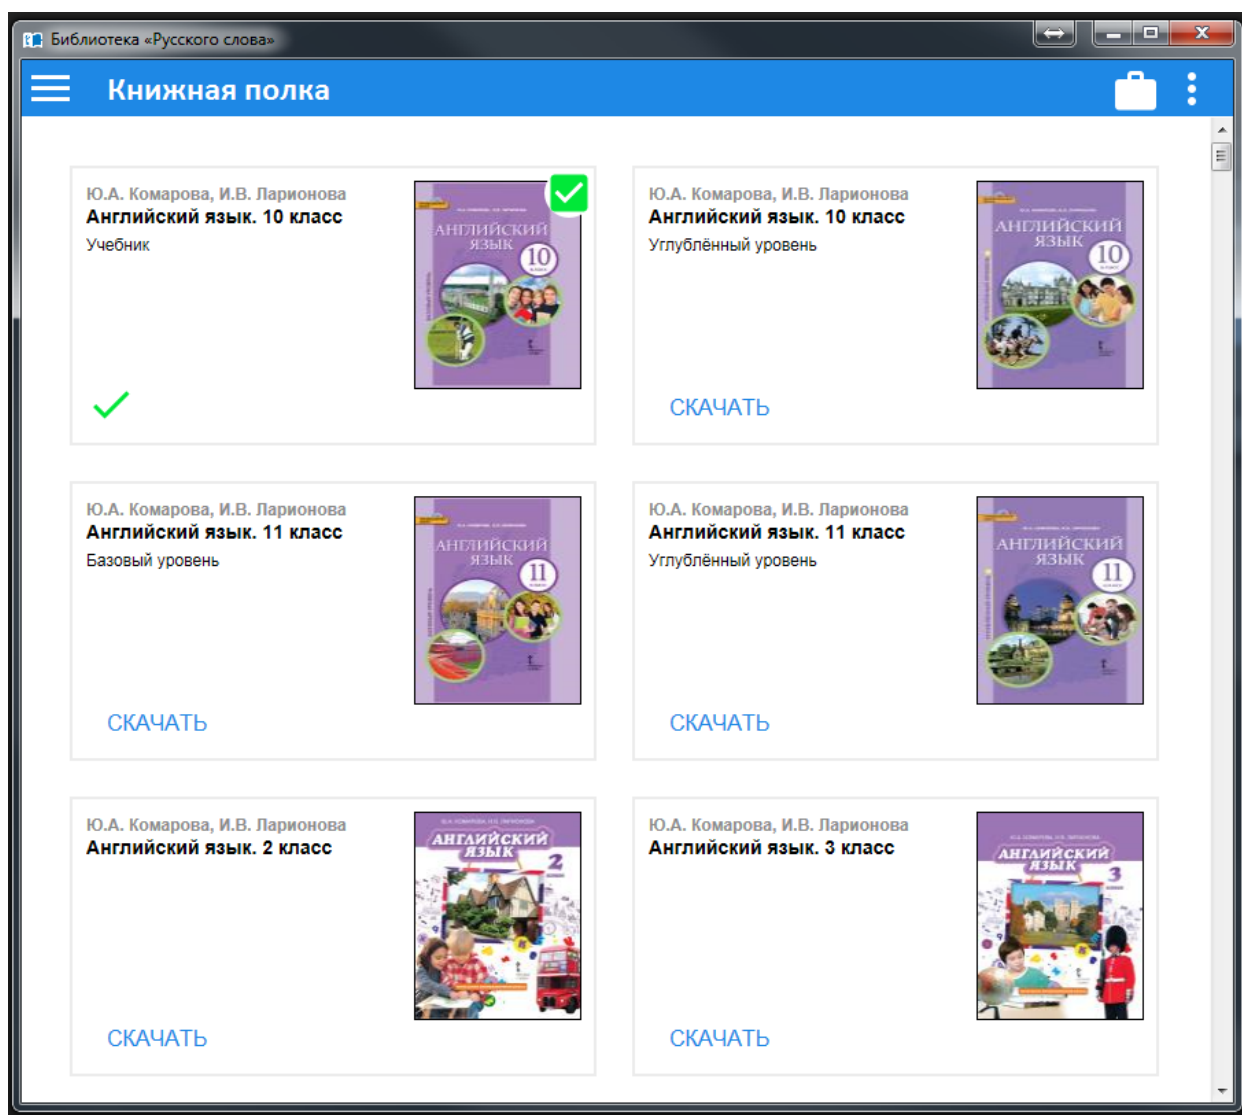 Библиотека «Русского слова»
Книжная полка
Ю.А. Комарова, И.В. Ларионова
Английский язык. 10 класс
Учебник
АНГЛИЙСКИЙ
ЯЗЫК
10
Ю.А. Комарова, И.В. Ларионова
Английский язык. 10 класс
Углублённый уровень
СКАЧАТЬ
АНГЛИЙСКИЙ
ЯЗЫК
10
Ю.А. Комарова, И.В. Ларионова
Английский язык. 11 класс
Базовый уровень
СКАЧАТЬ
АНГЛИЙСКИЙ
ЯЗЫК
11
Ю.А. Комарова, И.В. Ларионова
Английский язык. 11 класс
Углублённый уровень
СКАЧАТЬ
АНГЛИЙСКИЙ
ЯЗЫК
11
Ю.А. Комарова, И.В. Ларионова
Английский язык. 2 класс
СКАЧАТЬ
АНГЛИЙСКИЙ
ЯЗЫК
2
Ю.А. Комарова, И.В. Ларионова
Английский язык. 3 класс
СКАЧАТЬ
АНГЛИЙСКИЙ
ЯЗЫК
3